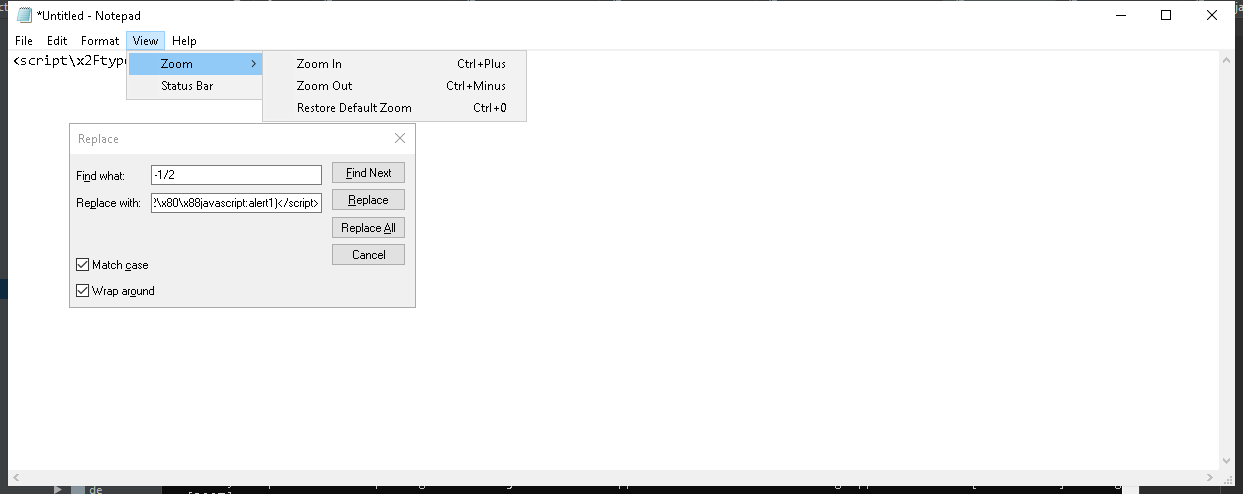 *Untitled - Notepad
File Edit Format View Help
<script\x2Ftype
Zoom
Status Bar
Zoom In Ctrl+Plus
Zoom Out Ctrl+Minus
Restore Default Zoom Ctrl+0
Replace
Find what: -1/2 Find Next
Replace with: \x80\x88javascript:alert1)</script> Replace
Replace All
Cancel
Match case
Wrap around
de